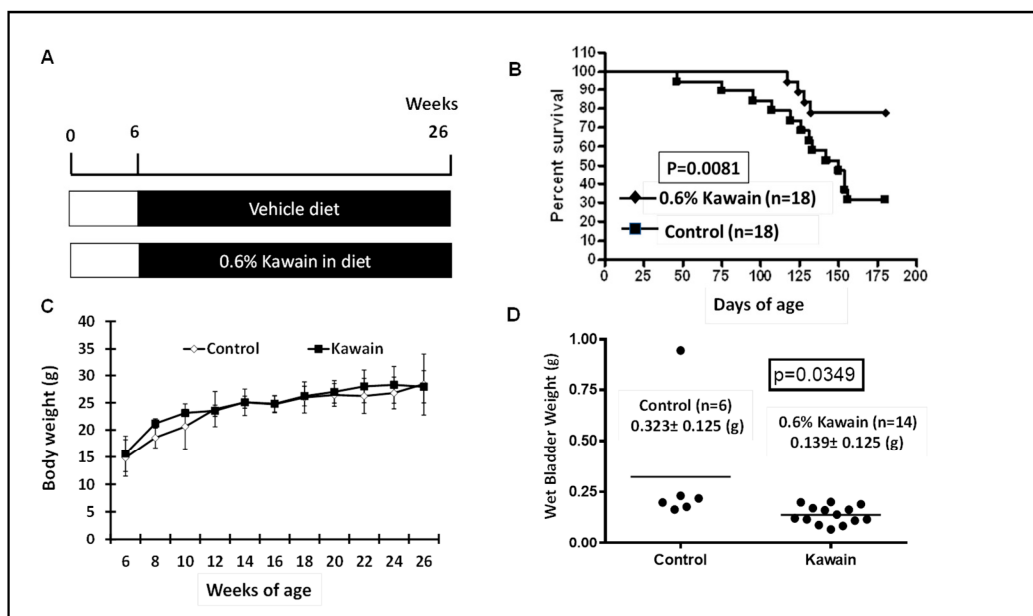 A
Weeks
0
6
26
Vehicle diet
0.6% Kawain in diet
B
Percent survival
110
100
90
80
70
60
50
40
30
20
10
0
P=0.0081
0.6% Kawain (n=18)
Control (n=18)
0 25 50 75 100 125 150 175 200
Days of age
C
Body weight (g)
40
35
30
25
20
15
10
5
0
Control Kawain
6 8 10 12 14 16 18 20 22 24 26
Weeks of age
D
Wet Bladder Weight (g)
1.00
0.75
0.50
0.25
0.00
p=0.0349
Control (n=6)
0.323± 0.125 (g)
0.6% Kawain (n=14)
0.139± 0.125 (g)
Control Kawain